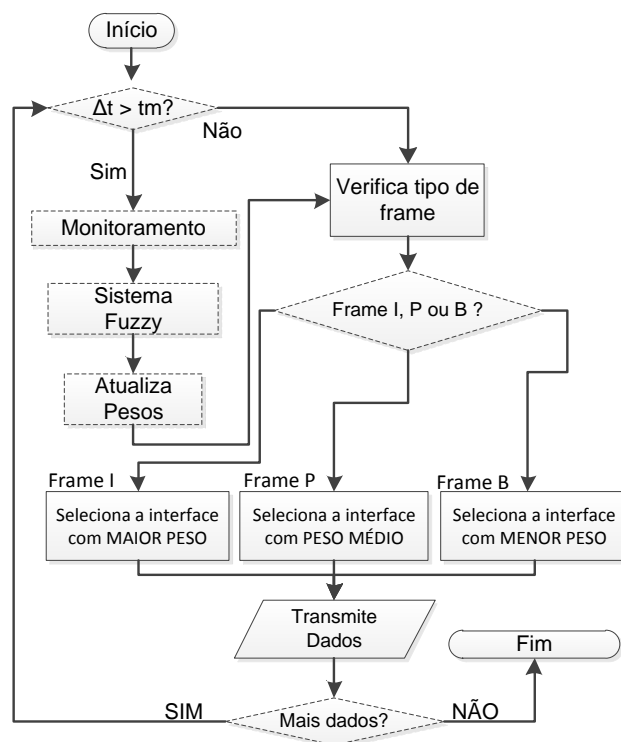 Início
Δt > tm?
Não
Sim
Verifica tipo de
frame
Monitoramento
Sistema
Fuzzy
Frame I, P ou B ?
Atualiza
Pesos
Frame I
Frame P
Frame B
Seleciona a interface
com MAIOR PESO
Seleciona a interface
com PESO MÉDIO
Seleciona a interface
com MENOR PESO
Transmite
Dados
Fim
SIM
Mais dados?
NÃO